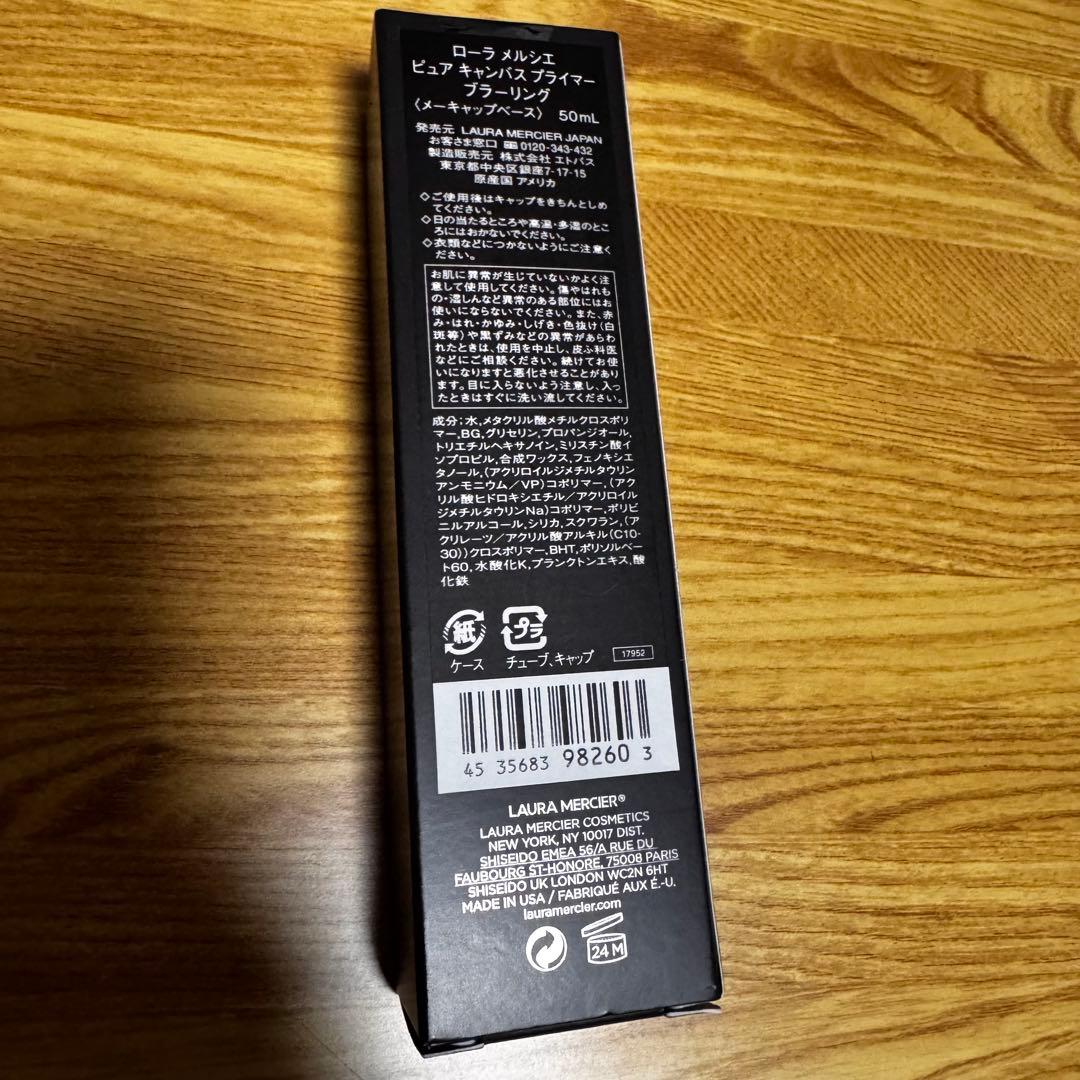 ローラ メルシエ
ピュア キャンバス プライマー
ブラーリング
〈メーキャップベース〉 50mL
発売元 LAURA MERCIER JAPAN
お客さま窓口 0120-343-432
製造販売元 株式会社 エトバス
東京都中央区銀座7-17-15
原産国 アメリカ
◇ご使用後はキャップをきちんとしめ
てください。
◇日の当たるところや高温・多湿のとこ
ろにはおかないでください。
◇衣類などにつかないようにご注意く
ださい。
お肌に異常が生じていないかよく注
意して使用してください。傷やはれも
の・湿しんなど異常のある部位にはお
使いにならないでください。また、赤
み・はれ・かゆみ・しげき・色抜け(白
斑等)や黒ずみなどの異常があらわ
れたときは、使用を中止し、皮ふ科医
などにご相談ください。続けてお使
いになりますと悪化させることがあり
ます。目に入らないよう注意し、入っ
たときはすぐに洗い流してください。
成分;水,メタクリル酸メチルクロスポリ
マー,BG,グリセリン,プロパンジオール,
トリエチルヘキサノイン,ミリスチン酸イ
ソプロピル,合成ワックス,フェノキシエ
タノール,(アクリロイルジメチルタウリン
アンモニウム/VP)コポリマー,(アク
リル酸ヒドロキシエチル/アクリロイル
ジメチルタウリンNa)コポリマー,ポリビ
ニルアルコール,シリカ,スクワラン,(ア
クリレーツ/アクリル酸アルキル(C10-
30))クロスポリマー,BHT,ポリソルベー
ト60,水酸化K,プランクトンエキス,酸
化鉄
紙 プラ
ケース チューブ、キャップ 17952
45 35683 98260 3
LAURA MERCIER®
LAURA MERCIER COSMETICS
NEW YORK, NY 10017 DIST.
SHISEIDO EMEA 56/A RUE DU
FAUBOURG ST-HONORE, 75008 PARIS
SHISEIDO UK LONDON WC2N 6HT
MADE IN USA / FABRIQUÉ AUX É.-U.
lauramercier.com
24 M